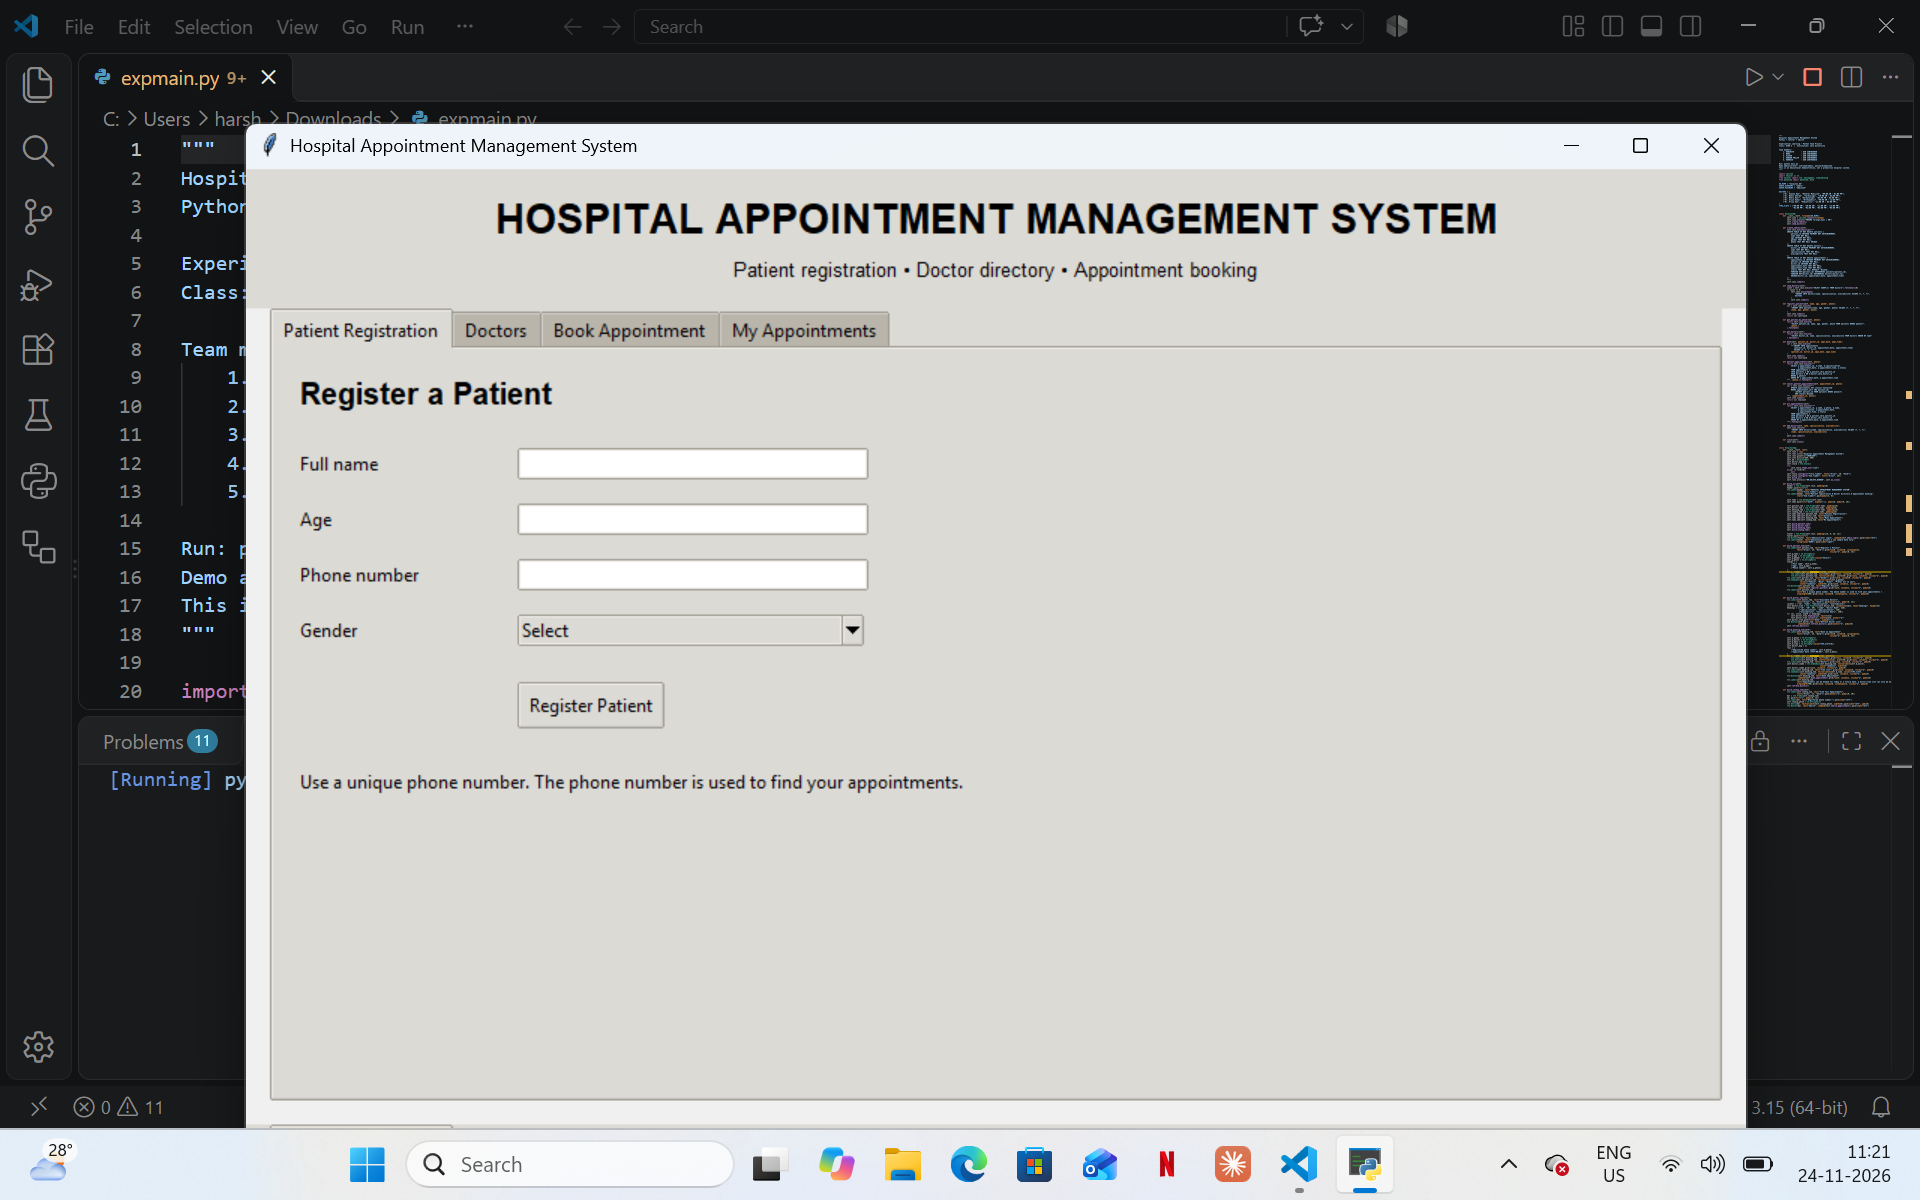 File Edit Selection View Go Run ··· Search
expmain.py 9+
C: > Users > harsh > Downloads > expmain.py
Hospital Appointment Management System
HOSPITAL APPOINTMENT MANAGEMENT SYSTEM
Patient registration • Doctor directory • Appointment booking
Patient Registration Doctors Book Appointment My Appointments
Register a Patient
Full name
Age
Phone number
Gender Select
Register Patient
Use a unique phone number. The phone number is used to find your appointments.
1 """
2 Hospit
3 Python
4
5 Experi
6 Class:
7
8 Team m
9 1.
10 2.
11 3.
12 4.
13 5.
14
15 Run: p
16 Demo a
17 This i
18 """
19
20 import
Problems 11
[Running] py
0 11
3.15 (64-bit)
28°
Search
N
ENG
US
11:21
24-11-2026